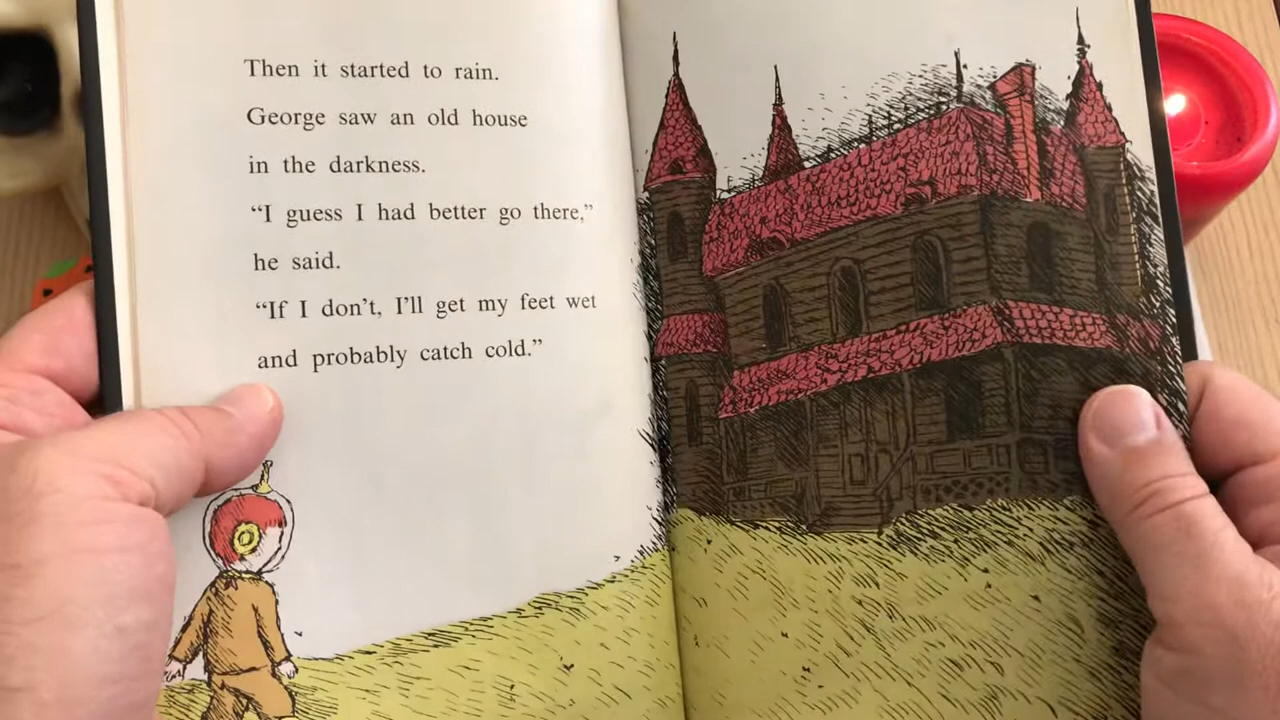 Then it started to rain.
George saw an old house
in the darkness.
“I guess I had better go there,”
he said.
“If I don’t, I’ll get my feet wet
and probably catch cold.”